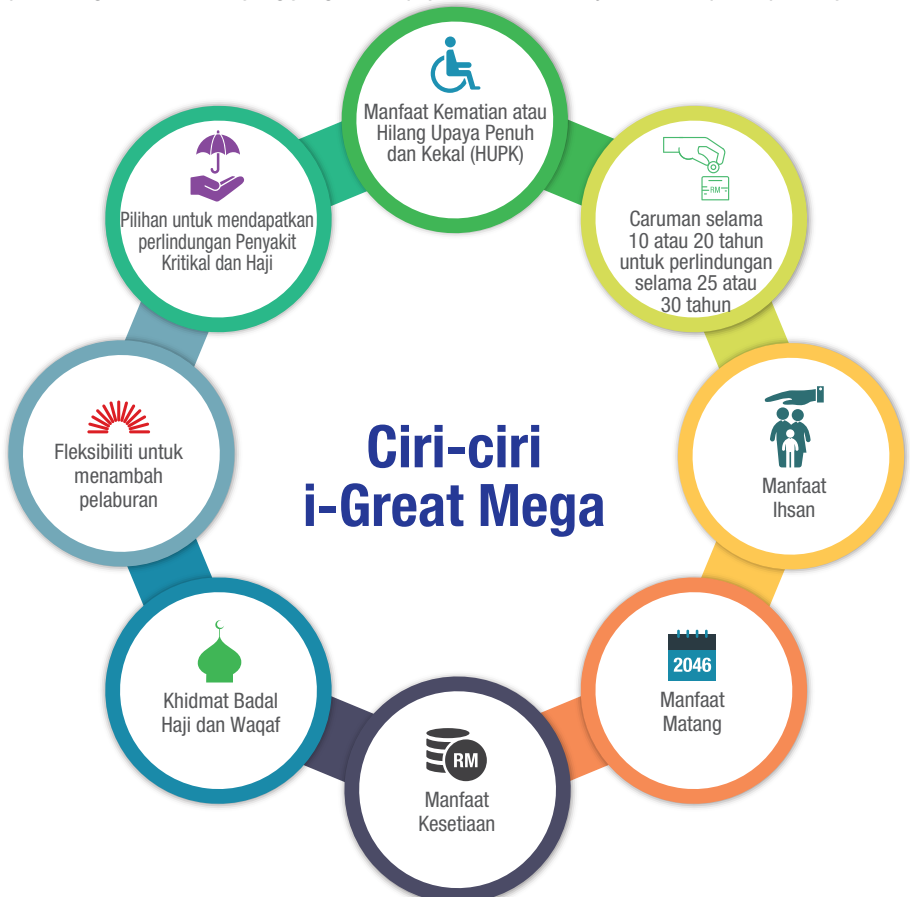 Manfaat Kematian atau
Hilang Upaya Penuh
dan Kekal (HUPK)
RM
Caruman selama
10 atau 20 tahun
untuk perlindungan
selama 25 atau
30 tahun
Manfaat
Ihsan
2046
Manfaat
Matang
RM
Manfaat
Kesetiaan
Khidmat Badal
Haji dan Waqaf
Fleksibiliti untuk
menambah
pelaburan
Pilihan untuk mendapatkan
perlindungan Penyakit
Kritikal dan Haji
Ciri-ciri
i-Great Mega